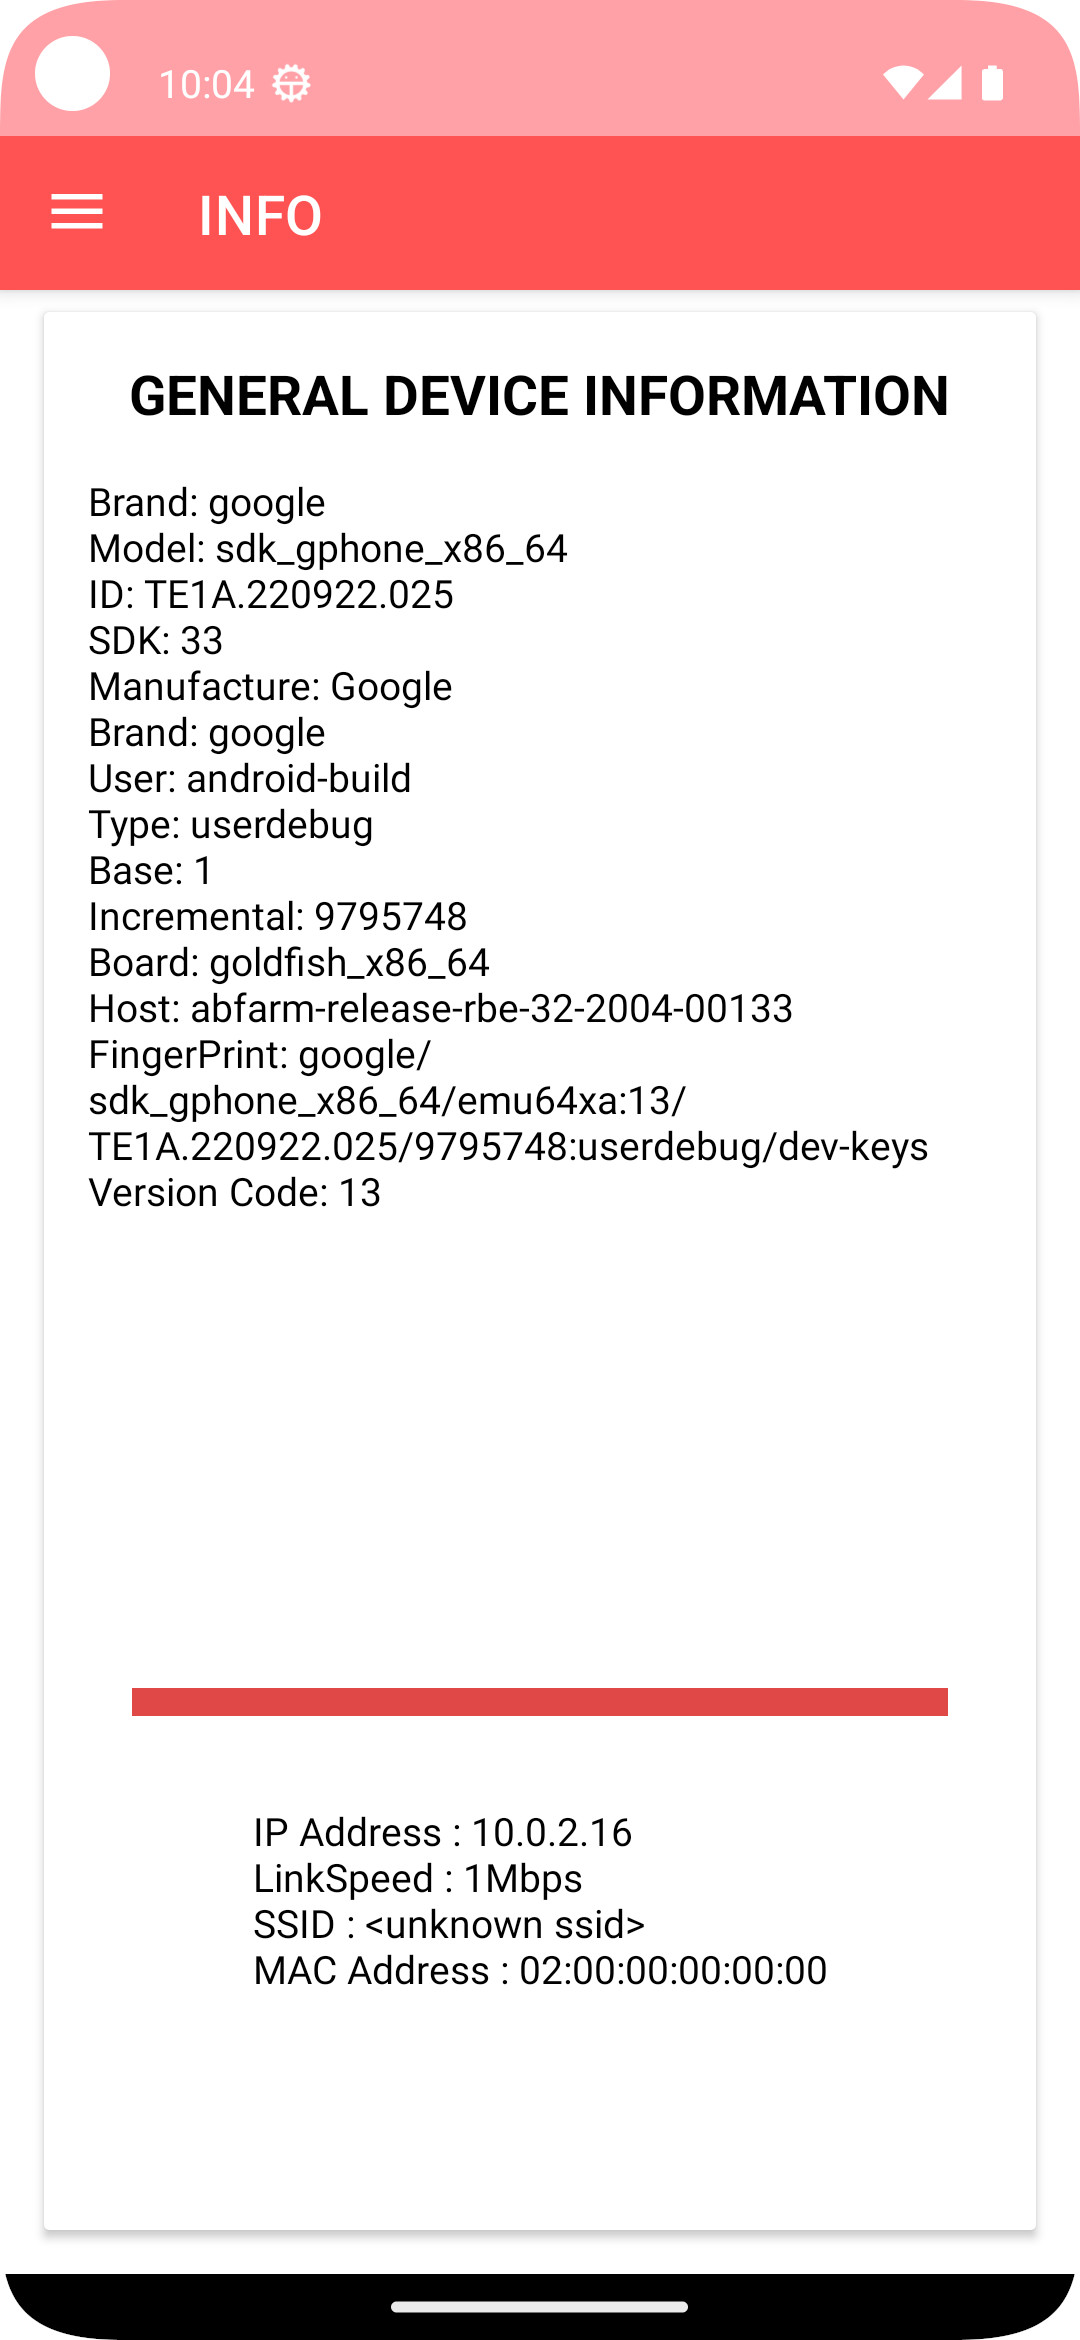 10:04
INFO
GENERAL DEVICE INFORMATION
Brand: google
Model: sdk_gphone_x86_64
ID: TE1A.220922.025
SDK: 33
Manufacture: Google
Brand: google
User: android-build
Type: userdebug
Base: 1
Incremental: 9795748
Board: goldfish_x86_64
Host: abfarm-release-rbe-32-2004-00133
FingerPrint: google/
sdk_gphone_x86_64/emu64xa:13/
TE1A.220922.025/9795748:userdebug/dev-keys
Version Code: 13
IP Address : 10.0.2.16
LinkSpeed : 1Mbps
SSID : <unknown ssid>
MAC Address : 02:00:00:00:00:00